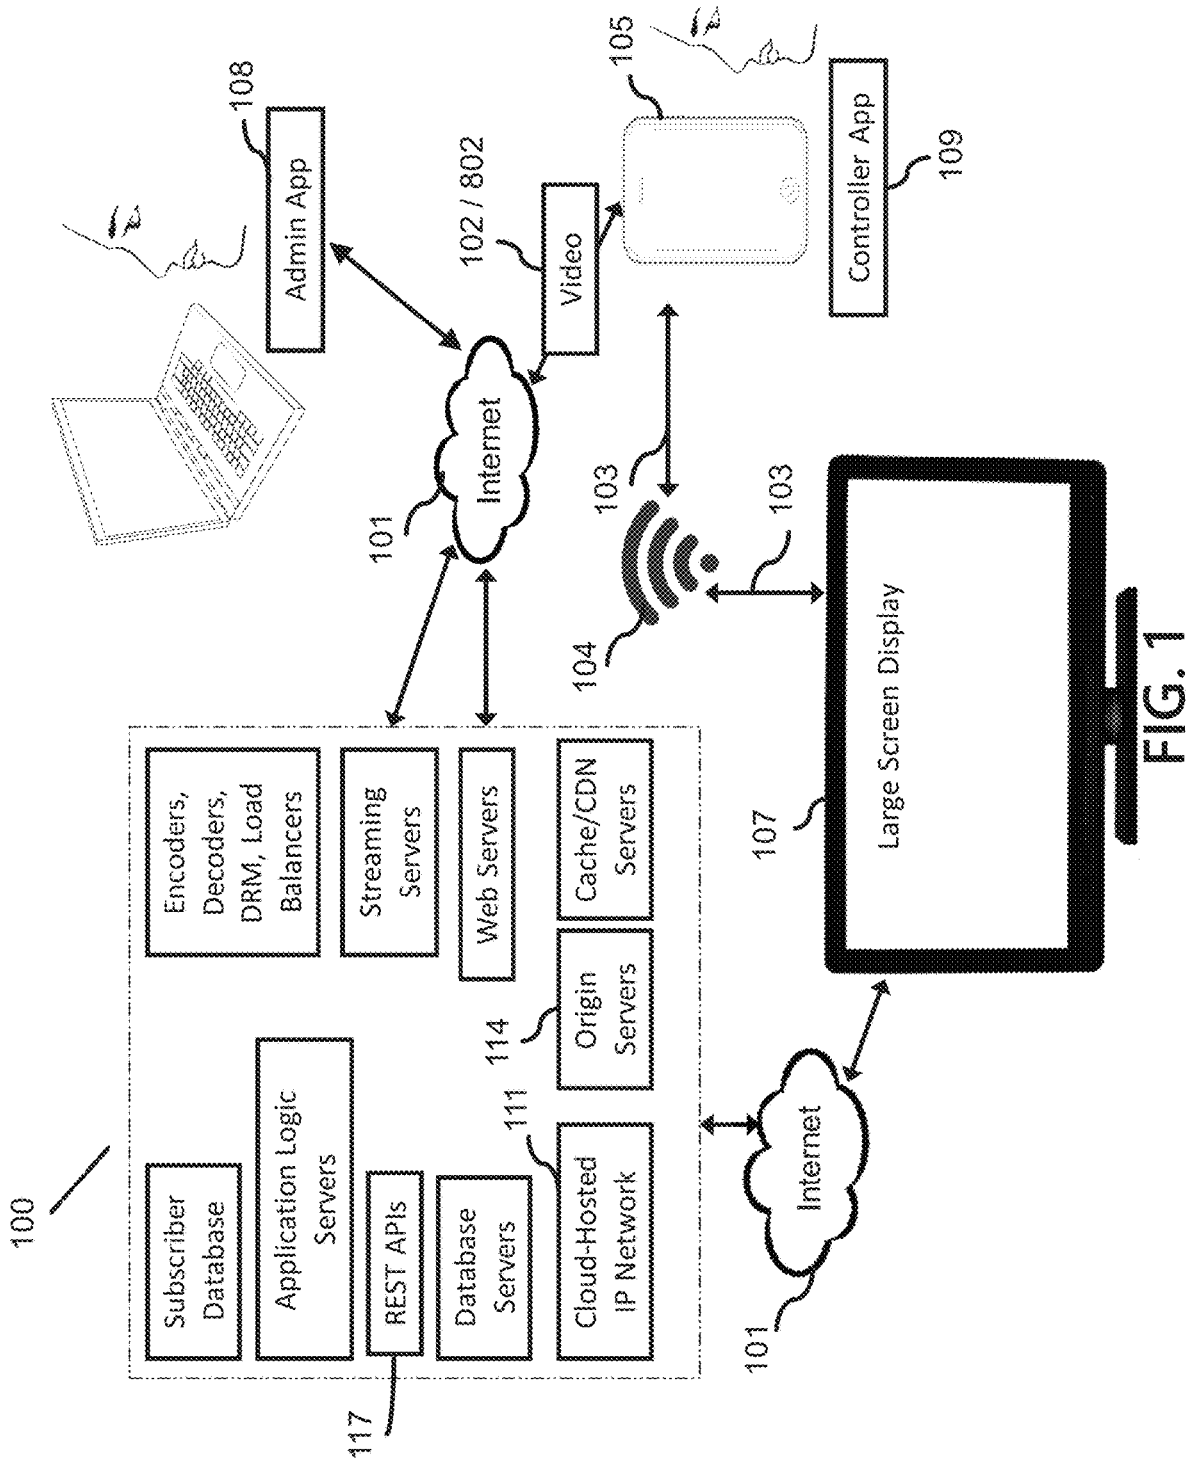 100
Subscriber
Database
Application Logic
Servers
REST APIs
117
Database
Servers
Cloud-Hosted
IP Network
111
Origin
Servers
114
Encoders,
Decoders,
DRM, Load
Balancers
Streaming
Servers
Web Servers
Cache/CDN
Servers
101
Internet
Admin App
108
102 / 802
Video
105
Controller App
109
103
104
103
107
Large Screen Display
Internet
101
FIG. 1